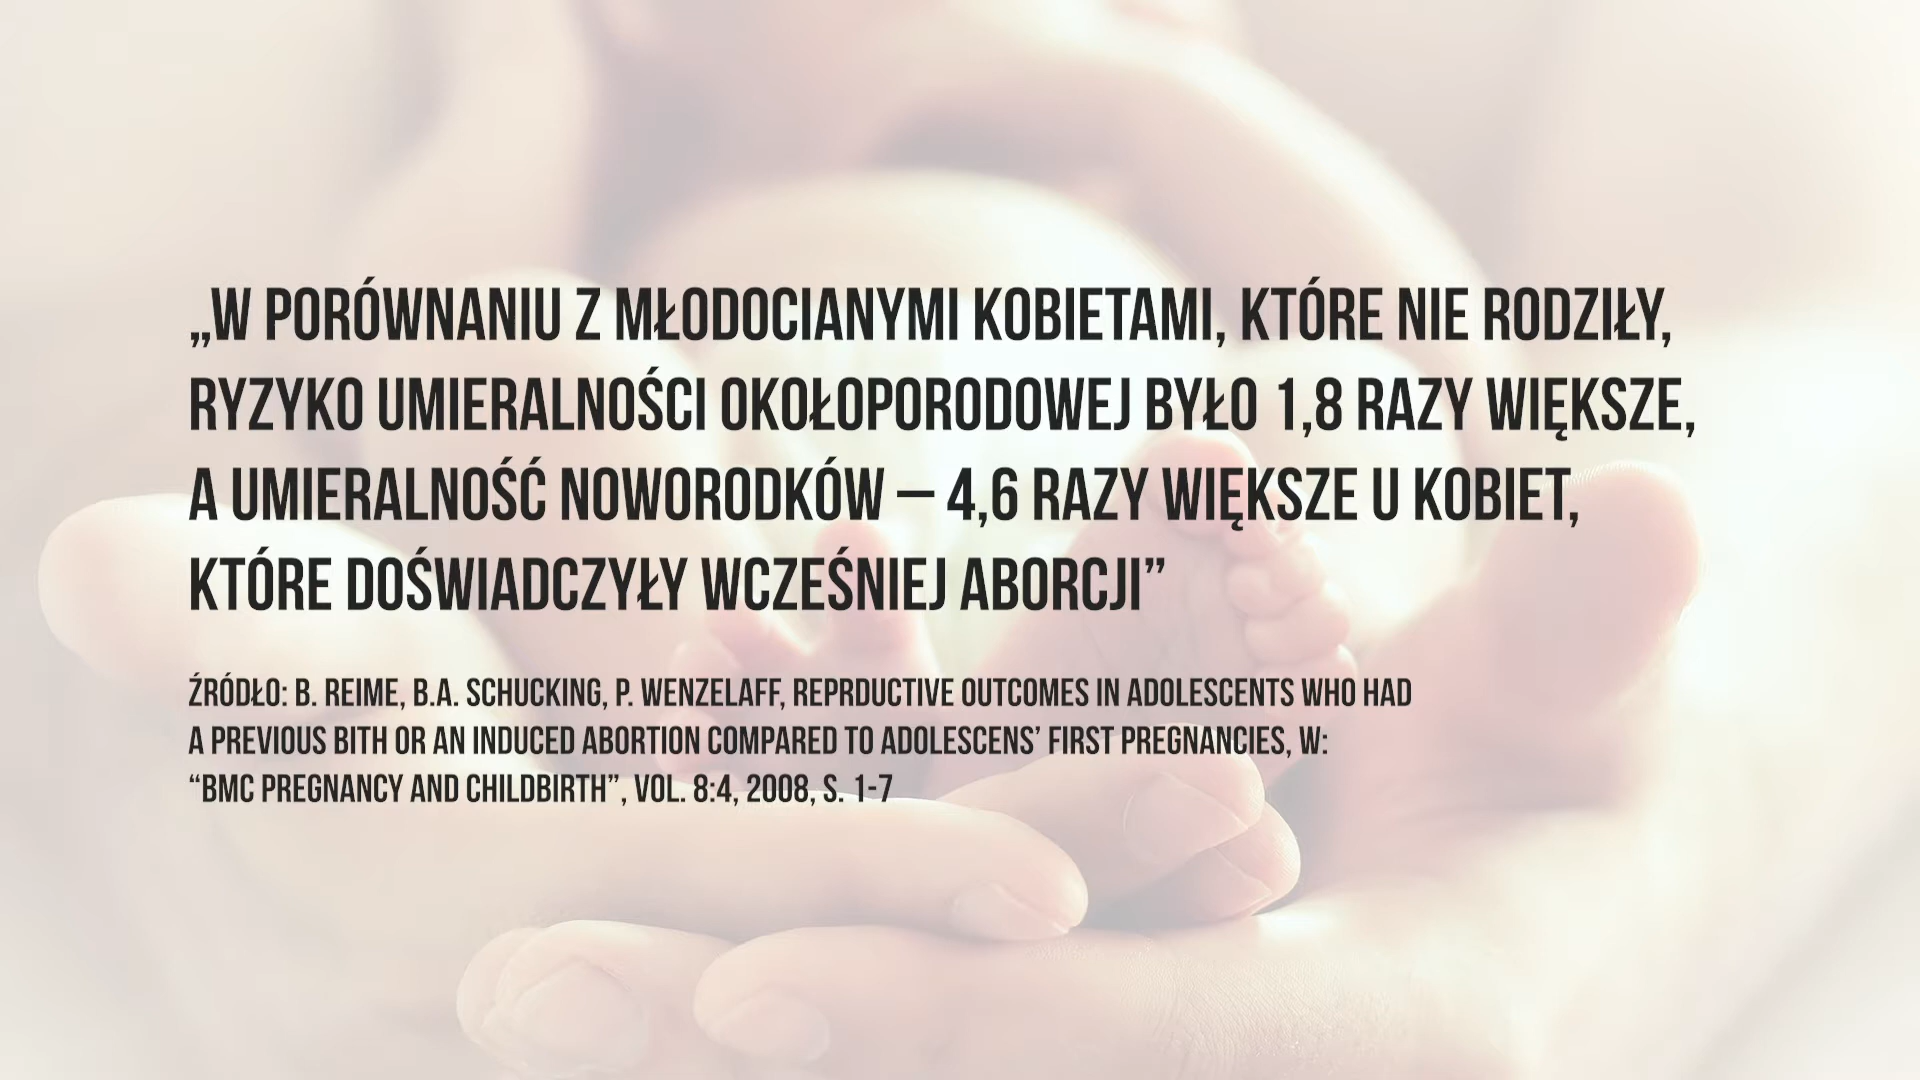 „W PORÓWNANIU Z MŁODOCIANYMI KOBIETAMI, KTÓRE NIE RODZIŁY,
RYZYKO UMIERALNOŚCI OKOŁOPORODOWEJ BYŁO 1,8 RAZY WIĘKSZE,
A UMIERALNOŚĆ NOWORODKÓW – 4,6 RAZY WIĘKSZE U KOBIET,
KTÓRE DOŚWIADCZYŁY WCZEŚNIEJ ABORCJI”
ŹRÓDŁO: B. REIME, B.A. SCHUCKING, P. WENZELAFF, REPRDUCTIVE OUTCOMES IN ADOLESCENTS WHO HAD
A PREVIOUS BITH OR AN INDUCED ABORTION COMPARED TO ADOLESCENS’ FIRST PREGNANCIES, W:
“BMC PREGNANCY AND CHILDBIRTH”, VOL. 8:4, 2008, S. 1-7